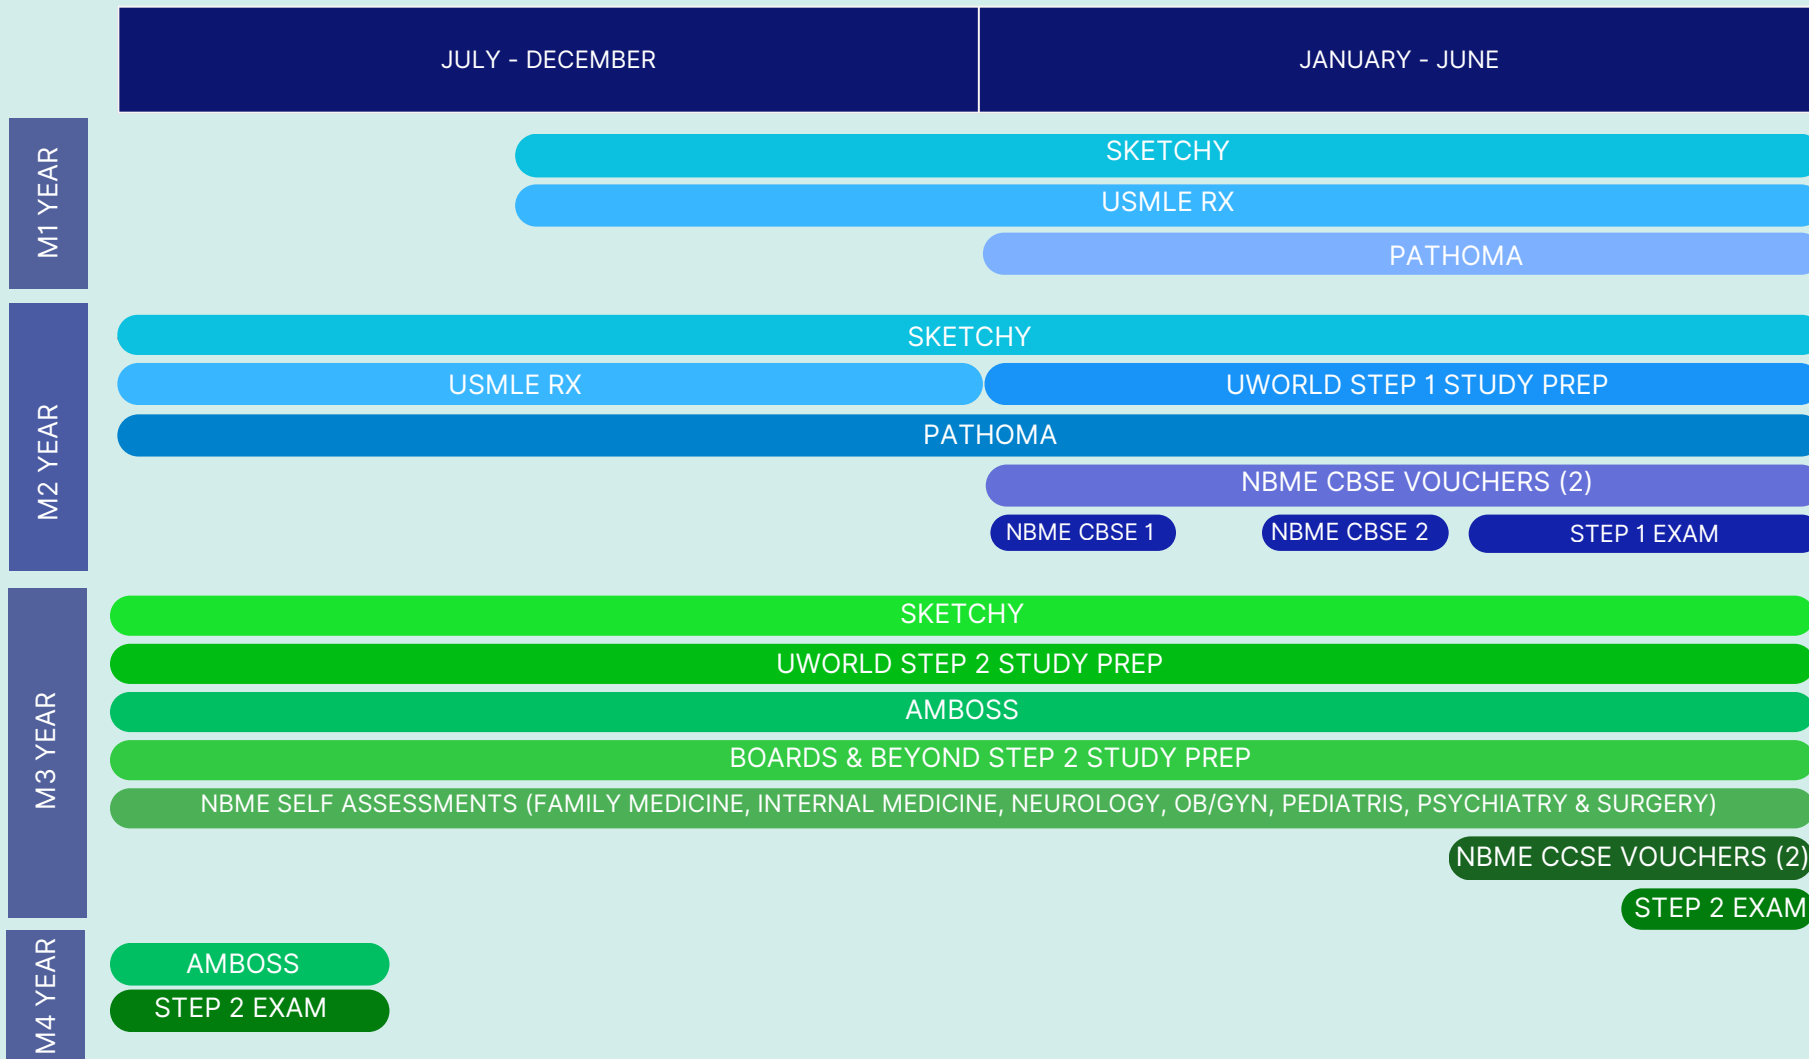 JULY - DECEMBER
JANUARY - JUNE
M1 YEAR
SKETCHY
USMLE RX
PATHOMA
M2 YEAR
SKETCHY
USMLE RX
UWORLD STEP 1 STUDY PREP
PATHOMA
NBME CBSE VOUCHERS (2)
NBME CBSE 1
NBME CBSE 2
STEP 1 EXAM
M3 YEAR
SKETCHY
UWORLD STEP 2 STUDY PREP
AMBOSS
BOARDS & BEYOND STEP 2 STUDY PREP
NBME SELF ASSESSMENTS (FAMILY MEDICINE, INTERNAL MEDICINE, NEUROLOGY, OB/GYN, PEDIATRIS, PSYCHIATRY & SURGERY)
NBME CCSE VOUCHERS (2)
STEP 2 EXAM
M4 YEAR
AMBOSS
STEP 2 EXAM